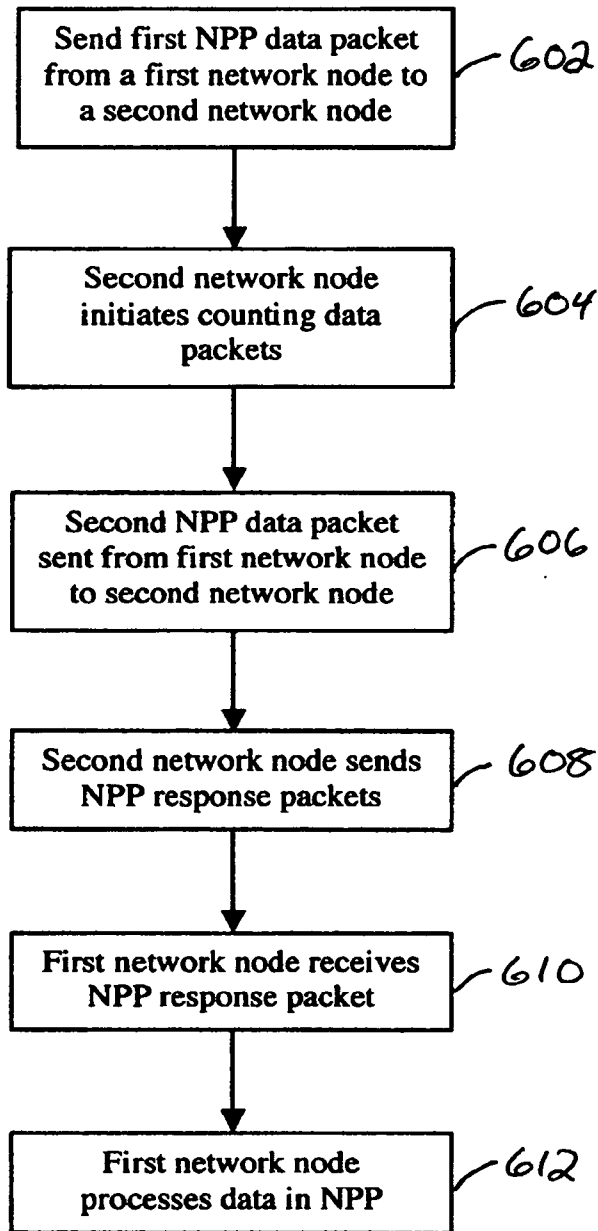 Send first NPP data packet
from a first network node to
a second network node
602
Second network node
initiates counting data
packets
604
Second NPP data packet
sent from first network node
to second network node
606
Second network node sends
NPP response packets
608
First network node receives
NPP response packet
610
First network node
processes data in NPP
612